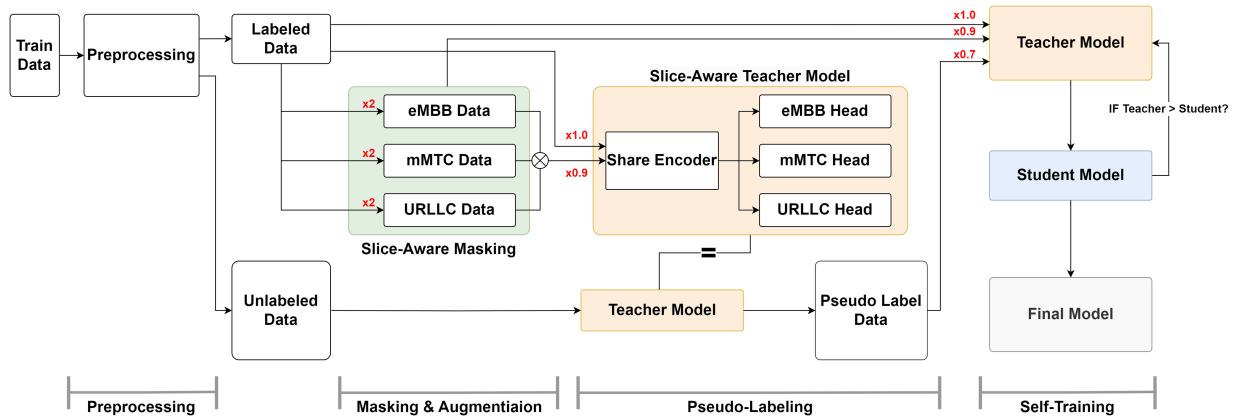 Train
Data
Preprocessing
Labeled
Data
x1.0
x0.9
x0.7
Teacher Model
IF Teacher > Student?
Student Model
Final Model
Slice-Aware Teacher Model
x2
eMBB Data
x2
mMTC Data
x2
URLLC Data
Slice-Aware Masking
x1.0
x0.9
Share Encoder
eMBB Head
mMTC Head
URLLC Head
=
Unlabeled
Data
Teacher Model
Pseudo Label
Data
Preprocessing
Masking & Augmentiaion
Pseudo-Labeling
Self-Training